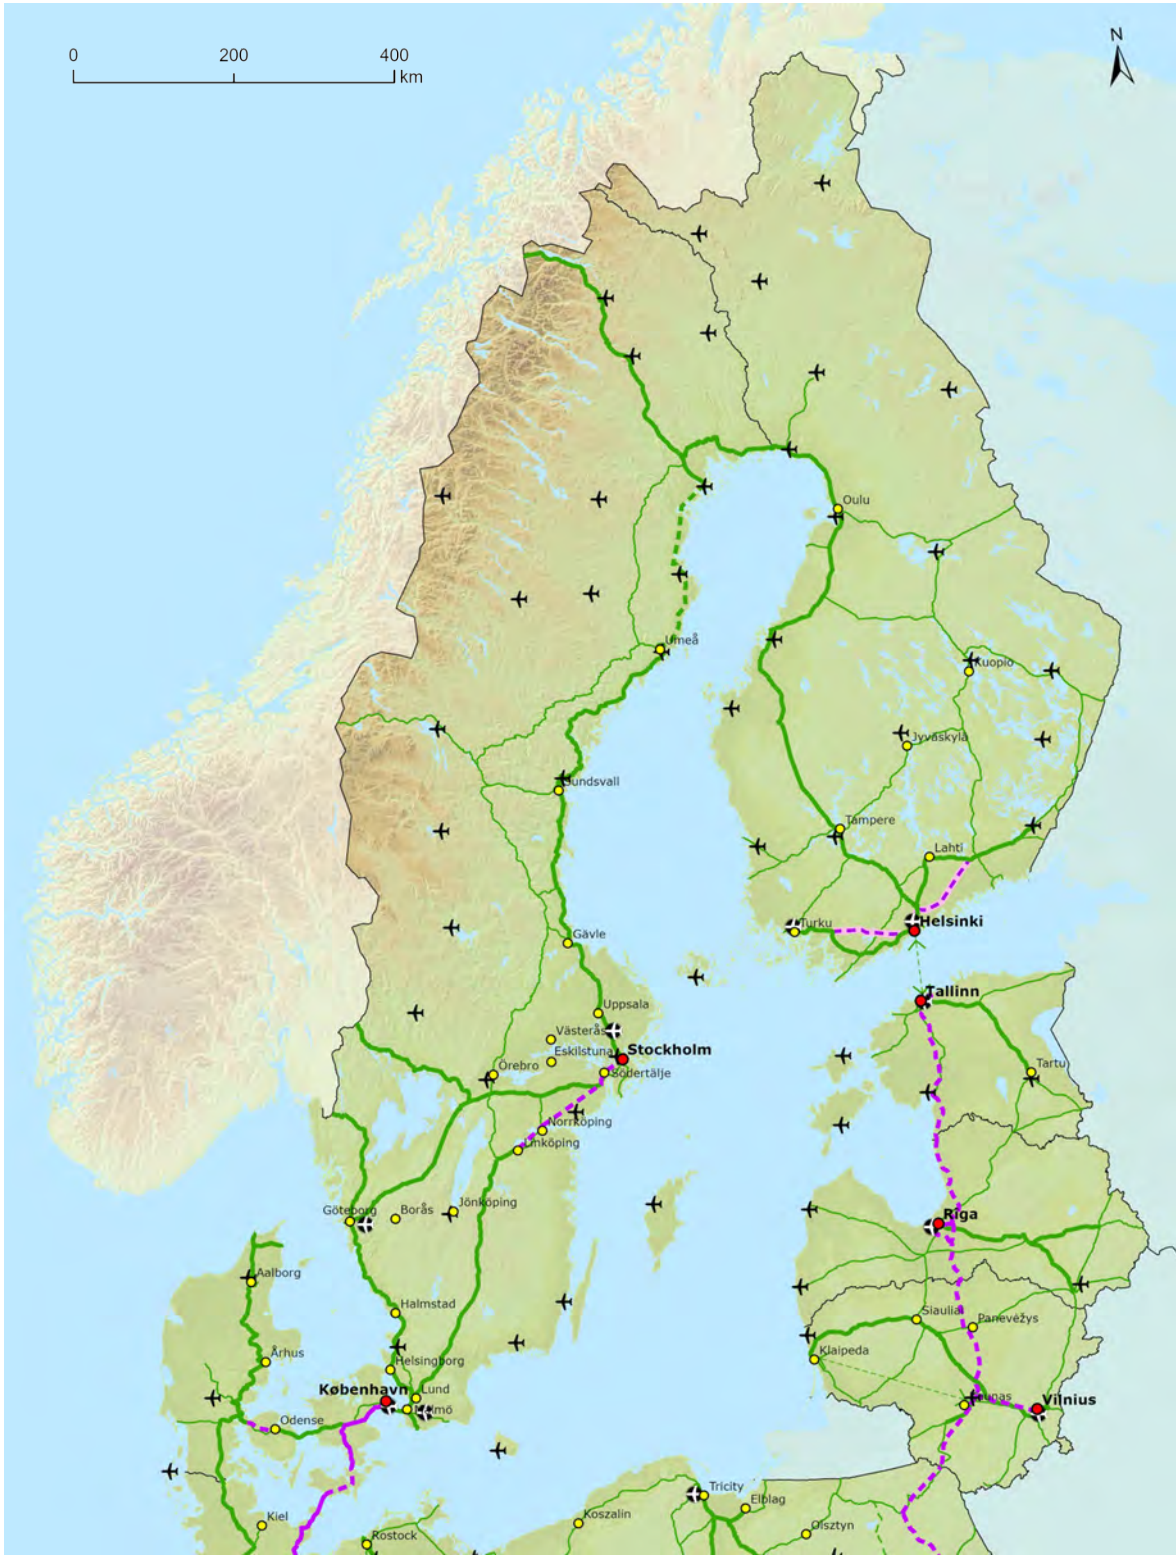 N
0
200
400
km
Oulu
Umeå
Kuopio
Jyväskylä
Sundsvall
Tampere
Lahti
Turku
Helsinki
Gävle
Tallinn
Uppsala
Västerås
Eskilstuna
Stockholm
Örebro
Södertälje
Tartu
Norrköping
Linköping
Göteborg
Borås
Jönköping
Riga
Aalborg
Halmstad
Siauliai
Panevėžys
Århus
Helsingborg
Klaipeda
København
Lund
Malmö
Kaunas
Vilnius
Odense
Tricity
Elblag
Kiel
Koszalin
Olsztyn
Rostock